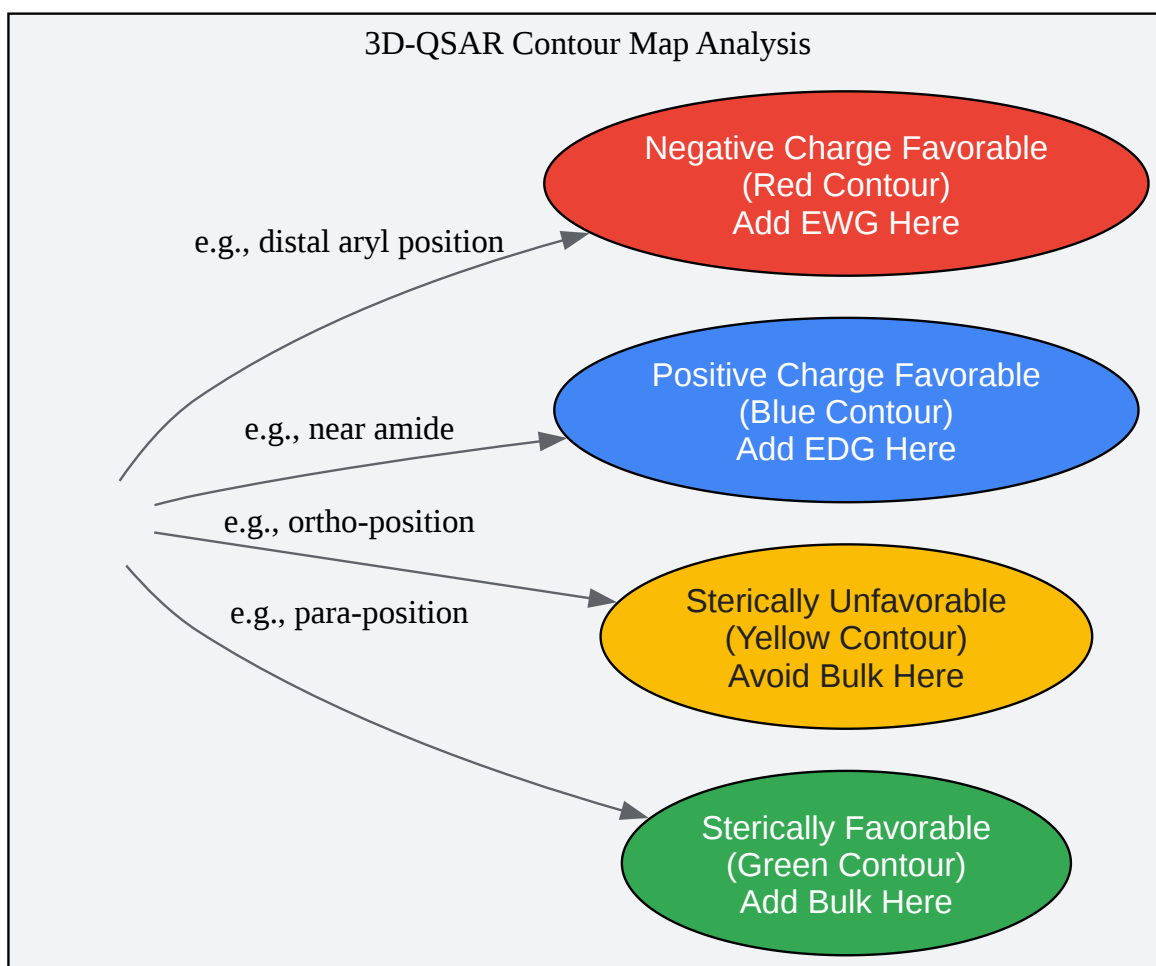 3D-QSAR Contour Map Analysis
Negative Charge Favorable
(Red Contour)
Add EWG Here
e.g., distal aryl position
Positive Charge Favorable
(Blue Contour)
Add EDG Here
e.g., near amide
e.g., ortho-position
Sterically Unfavorable
(Yellow Contour)
Avoid Bulk Here
e.g., para-position
Sterically Favorable
(Green Contour)
Add Bulk Here